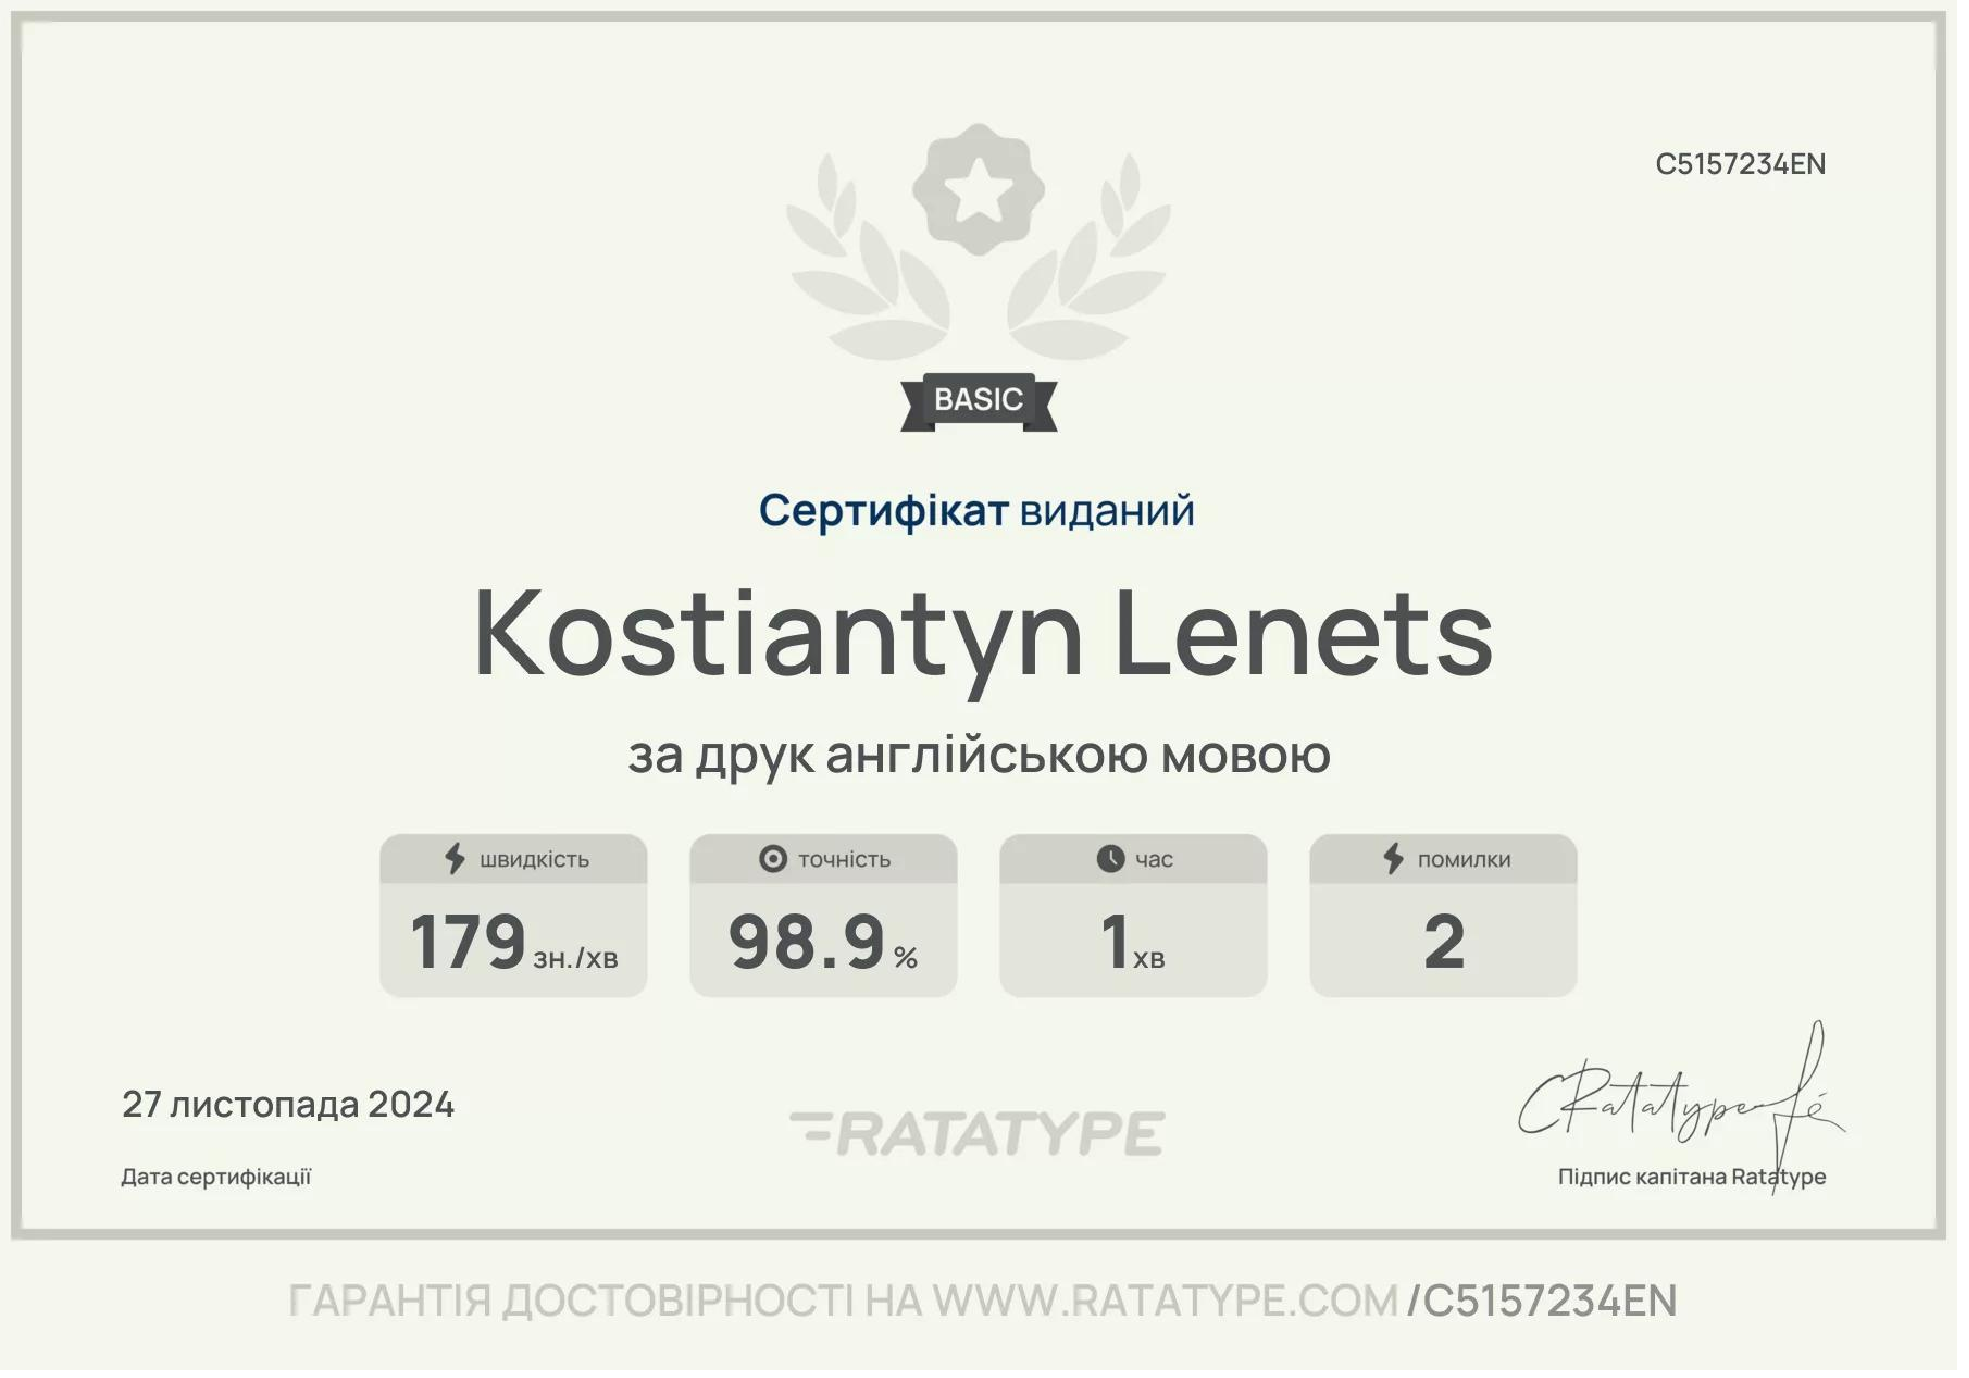 C5157234EN
BASIC
Сертифікат виданий
Kostiantyn Lenets
за друк англійською мовою
швидкість
179 зн./хв
точність
98.9 %
час
1 хв
помилки
2
27 листопада 2024
Дата сертифікації
RATATYPE
Ratatype
Підпис капітана Ratatype
ГАРАНТІЯ ДОСТОВІРНОСТІ НА WWW.RATATYPE.COM /C5157234EN